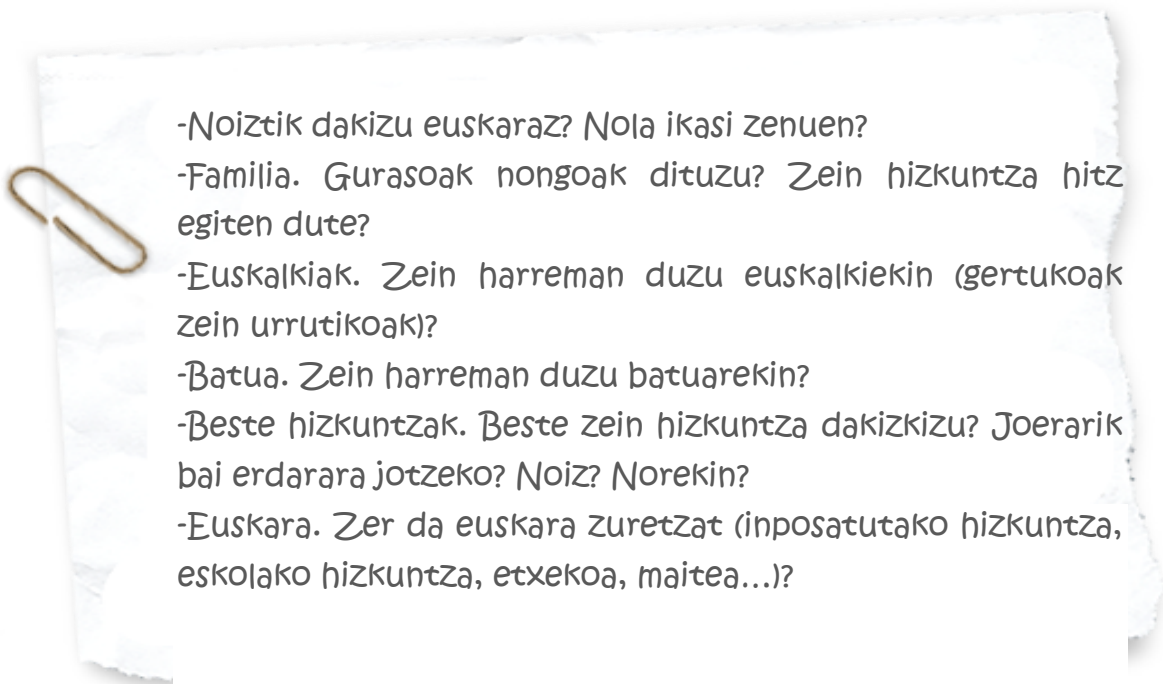 -Noiztik dakizu euskaraz? Nola ikasi zenuen?
-Familia. Gurasoak nongoak dituzu? Zein hizkuntza hitz
egiten dute?
-Euskalkiak. Zein harreman duzu euskalkiekin (gertukoak
zein urrutikoak)?
-Batua. Zein harreman duzu batuarekin?
-Beste hizkuntzak. Beste zein hizkuntza dakizkizu? Joerarik
bai erdarara jotzeko? Noiz? Norekin?
-Euskara. Zer da euskara zuretzat (inposatutako hizkuntza,
eskolako hizkuntza, etxekoa, maitea...)?